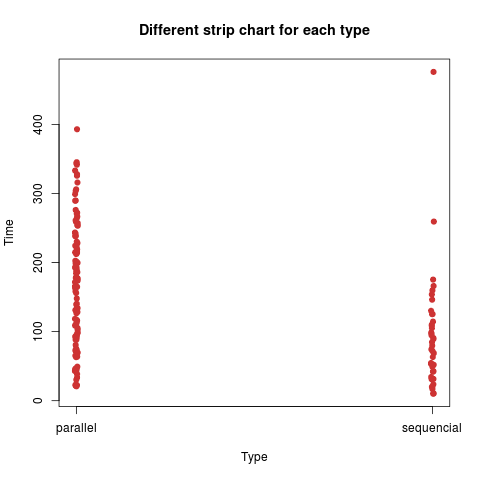 Different strip chart for each type
400
300
200
100
0
Time
parallel
sequencial
Type